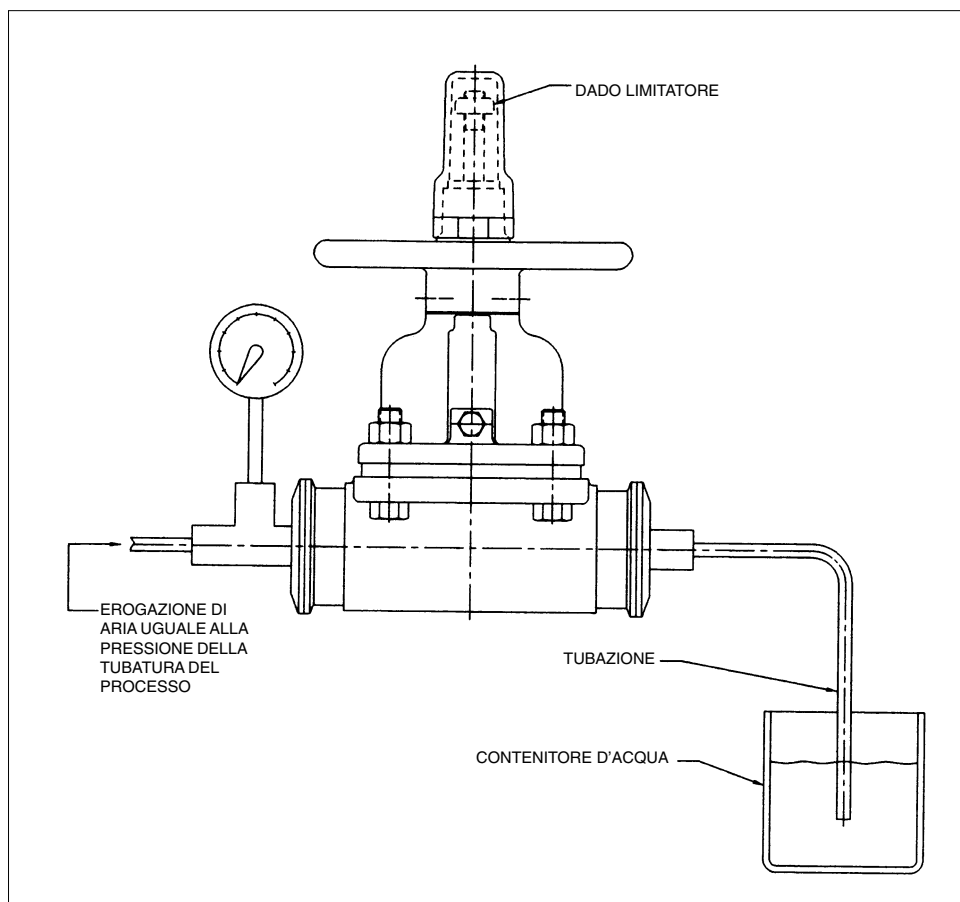 DADO LIMITATORE
EROGAZIONE DI
ARIA UGUALE ALLA
PRESSIONE DELLA
TUBATURA DEL
PROCESSO
TUBAZIONE
CONTENITORE D'ACQUA